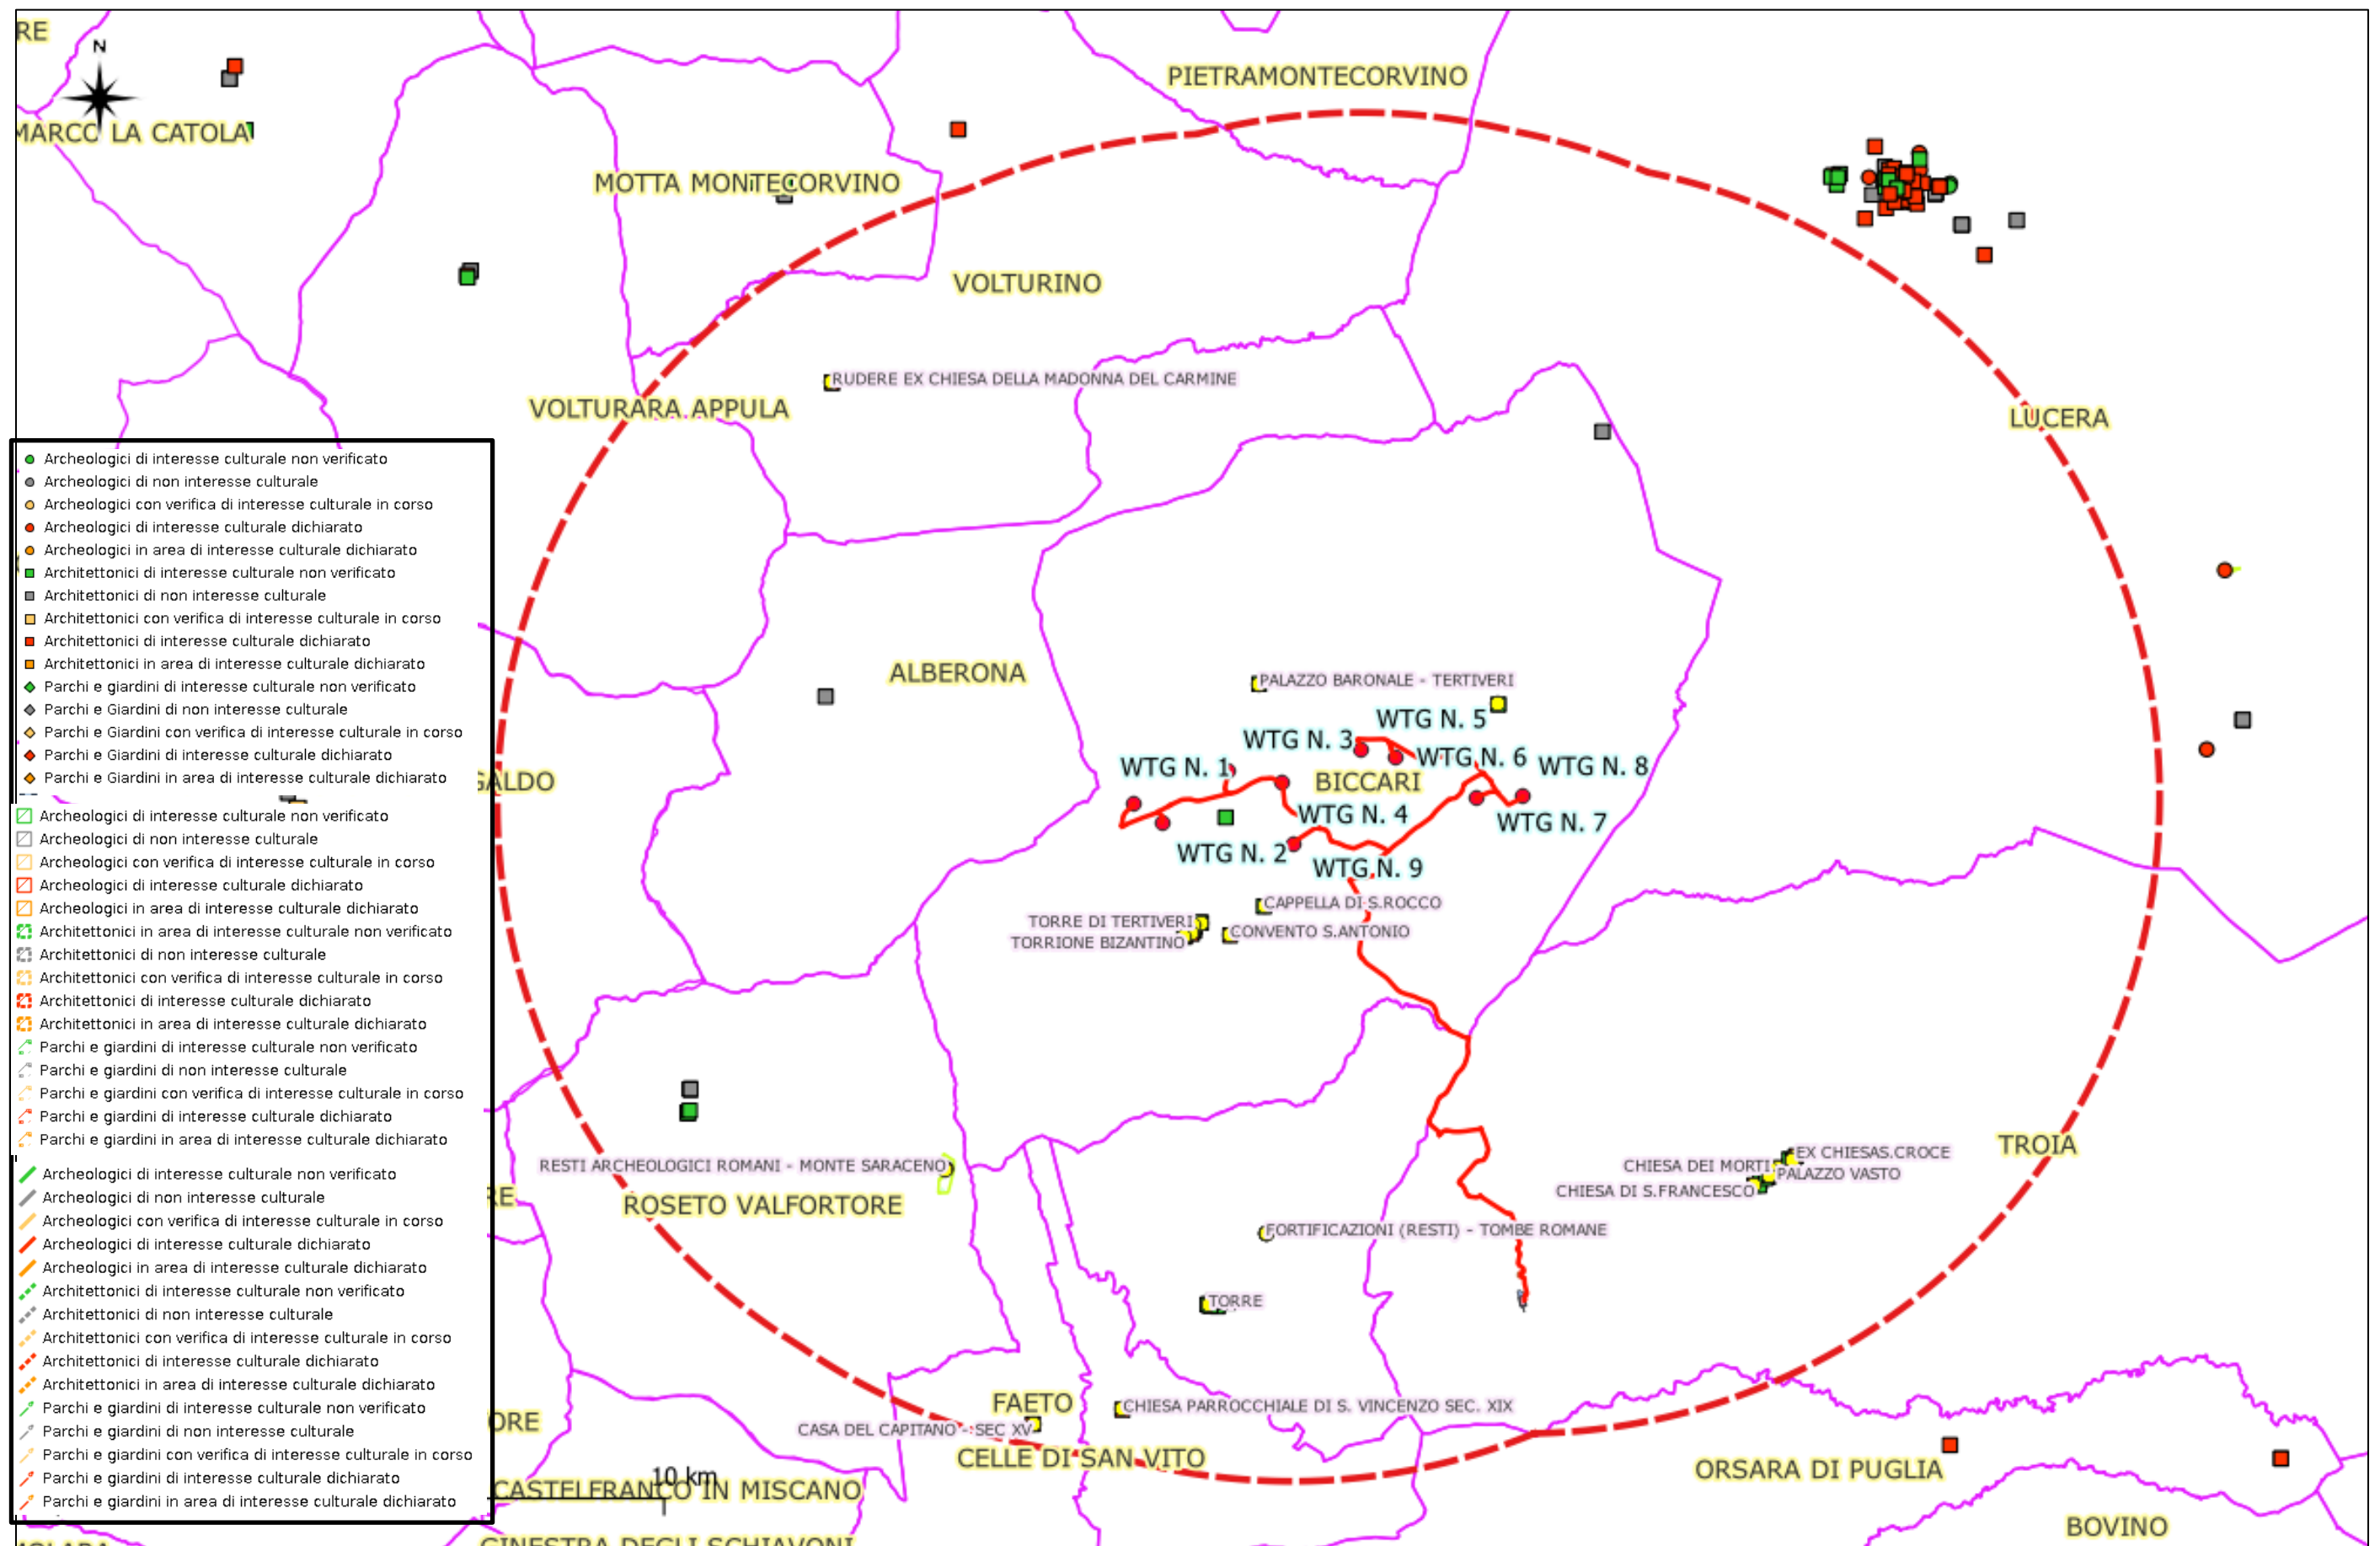 RE
N
PIETRAMONTECORVINO
MARCO LA CATOLA
MOTTA MONTECORVINO
VOLTURINO
RUDERE EX CHIESA DELLA MADONNA DEL CARMINE
VOLTURARA APPULA
LUCERA
Archeologici di interesse culturale non verificato
Archeologici di non interesse culturale
Archeologici con verifica di interesse culturale in corso
Archeologici di interesse culturale dichiarato
Archeologici in area di interesse culturale dichiarato
Architettonici di interesse culturale non verificato
Architettonici di non interesse culturale
Architettonici con verifica di interesse culturale in corso
Architettonici di interesse culturale dichiarato
Architettonici in area di interesse culturale dichiarato
Parchi e giardini di interesse culturale non verificato
Parchi e Giardini di non interesse culturale
Parchi e Giardini con verifica di interesse culturale in corso
Parchi e Giardini di interesse culturale dichiarato
Parchi e Giardini in area di interesse culturale dichiarato
Archeologici di interesse culturale non verificato
Archeologici di non interesse culturale
Archeologici con verifica di interesse culturale in corso
Archeologici di interesse culturale dichiarato
Archeologici in area di interesse culturale dichiarato
Architettonici in area di interesse culturale non verificato
Architettonici di non interesse culturale
Architettonici con verifica di interesse culturale in corso
Architettonici di interesse culturale dichiarato
Architettonici in area di interesse culturale dichiarato
Parchi e giardini di interesse culturale non verificato
Parchi e giardini di non interesse culturale
Parchi e giardini con verifica di interesse culturale in corso
Parchi e giardini di interesse culturale dichiarato
Parchi e giardini in area di interesse culturale dichiarato
Archeologici di interesse culturale non verificato
Archeologici di non interesse culturale
Archeologici con verifica di interesse culturale in corso
Archeologici di interesse culturale dichiarato
Archeologici in area di interesse culturale dichiarato
Architettonici di interesse culturale non verificato
Architettonici di non interesse culturale
Architettonici con verifica di interesse culturale in corso
Architettonici di interesse culturale dichiarato
Architettonici in area di interesse culturale dichiarato
Parchi e giardini di interesse culturale non verificato
Parchi e giardini di non interesse culturale
Parchi e giardini con verifica di interesse culturale in corso
Parchi e giardini di interesse culturale dichiarato
Parchi e giardini in area di interesse culturale dichiarato
ALBERONA
PALAZZO BARONALE - TERTIVERI
WTG N. 5
WTG N. 3
WTG N. 6
WTG N. 1
WTG N. 8
GALDO
BICCARI
WTG N. 4
WTG N. 7
WTG N. 2
WTG N. 9
CAPPELLA DI S.ROCCO
TORRE DI TERTIVERI
CONVENTO S.ANTONIO
TORRIONE BIZANTINO
TROIA
EX CHIESAS.CROCE
CHIESA DEI MORTI
PALAZZO VASTO
CHIESA DI S.FRANCESCO
RESTI ARCHEOLOGICI ROMANI - MONTE SARACENO
RE
ROSETO VALFORTORE
FORTIFICAZIONI (RESTI) - TOMBE ROMANE
TORRE
FAETO
CHIESA PARROCCHIALE DI S. VINCENZO SEC. XIX
ORE
CASA DEL CAPITANO - SEC XV
CELLE DI SAN VITO
ORSARA DI PUGLIA
10 km
CASTELFRANCO IN MISCANO
BOVINO
GINESTRA DEGLI SCHIAVONI